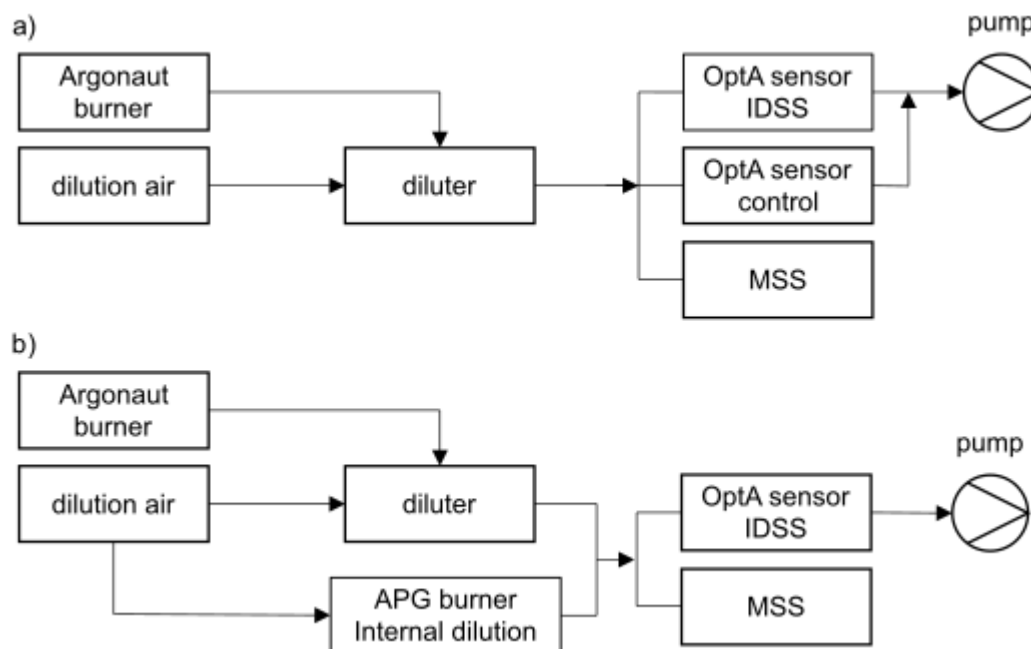 a)
pump
Argonaut
burner
OptA sensor
IDSS
dilution air
diluter
OptA sensor
control
MSS
b)
Argonaut
burner
pump
dilution air
diluter
OptA sensor
IDSS
APG burner
Internal dilution
MSS